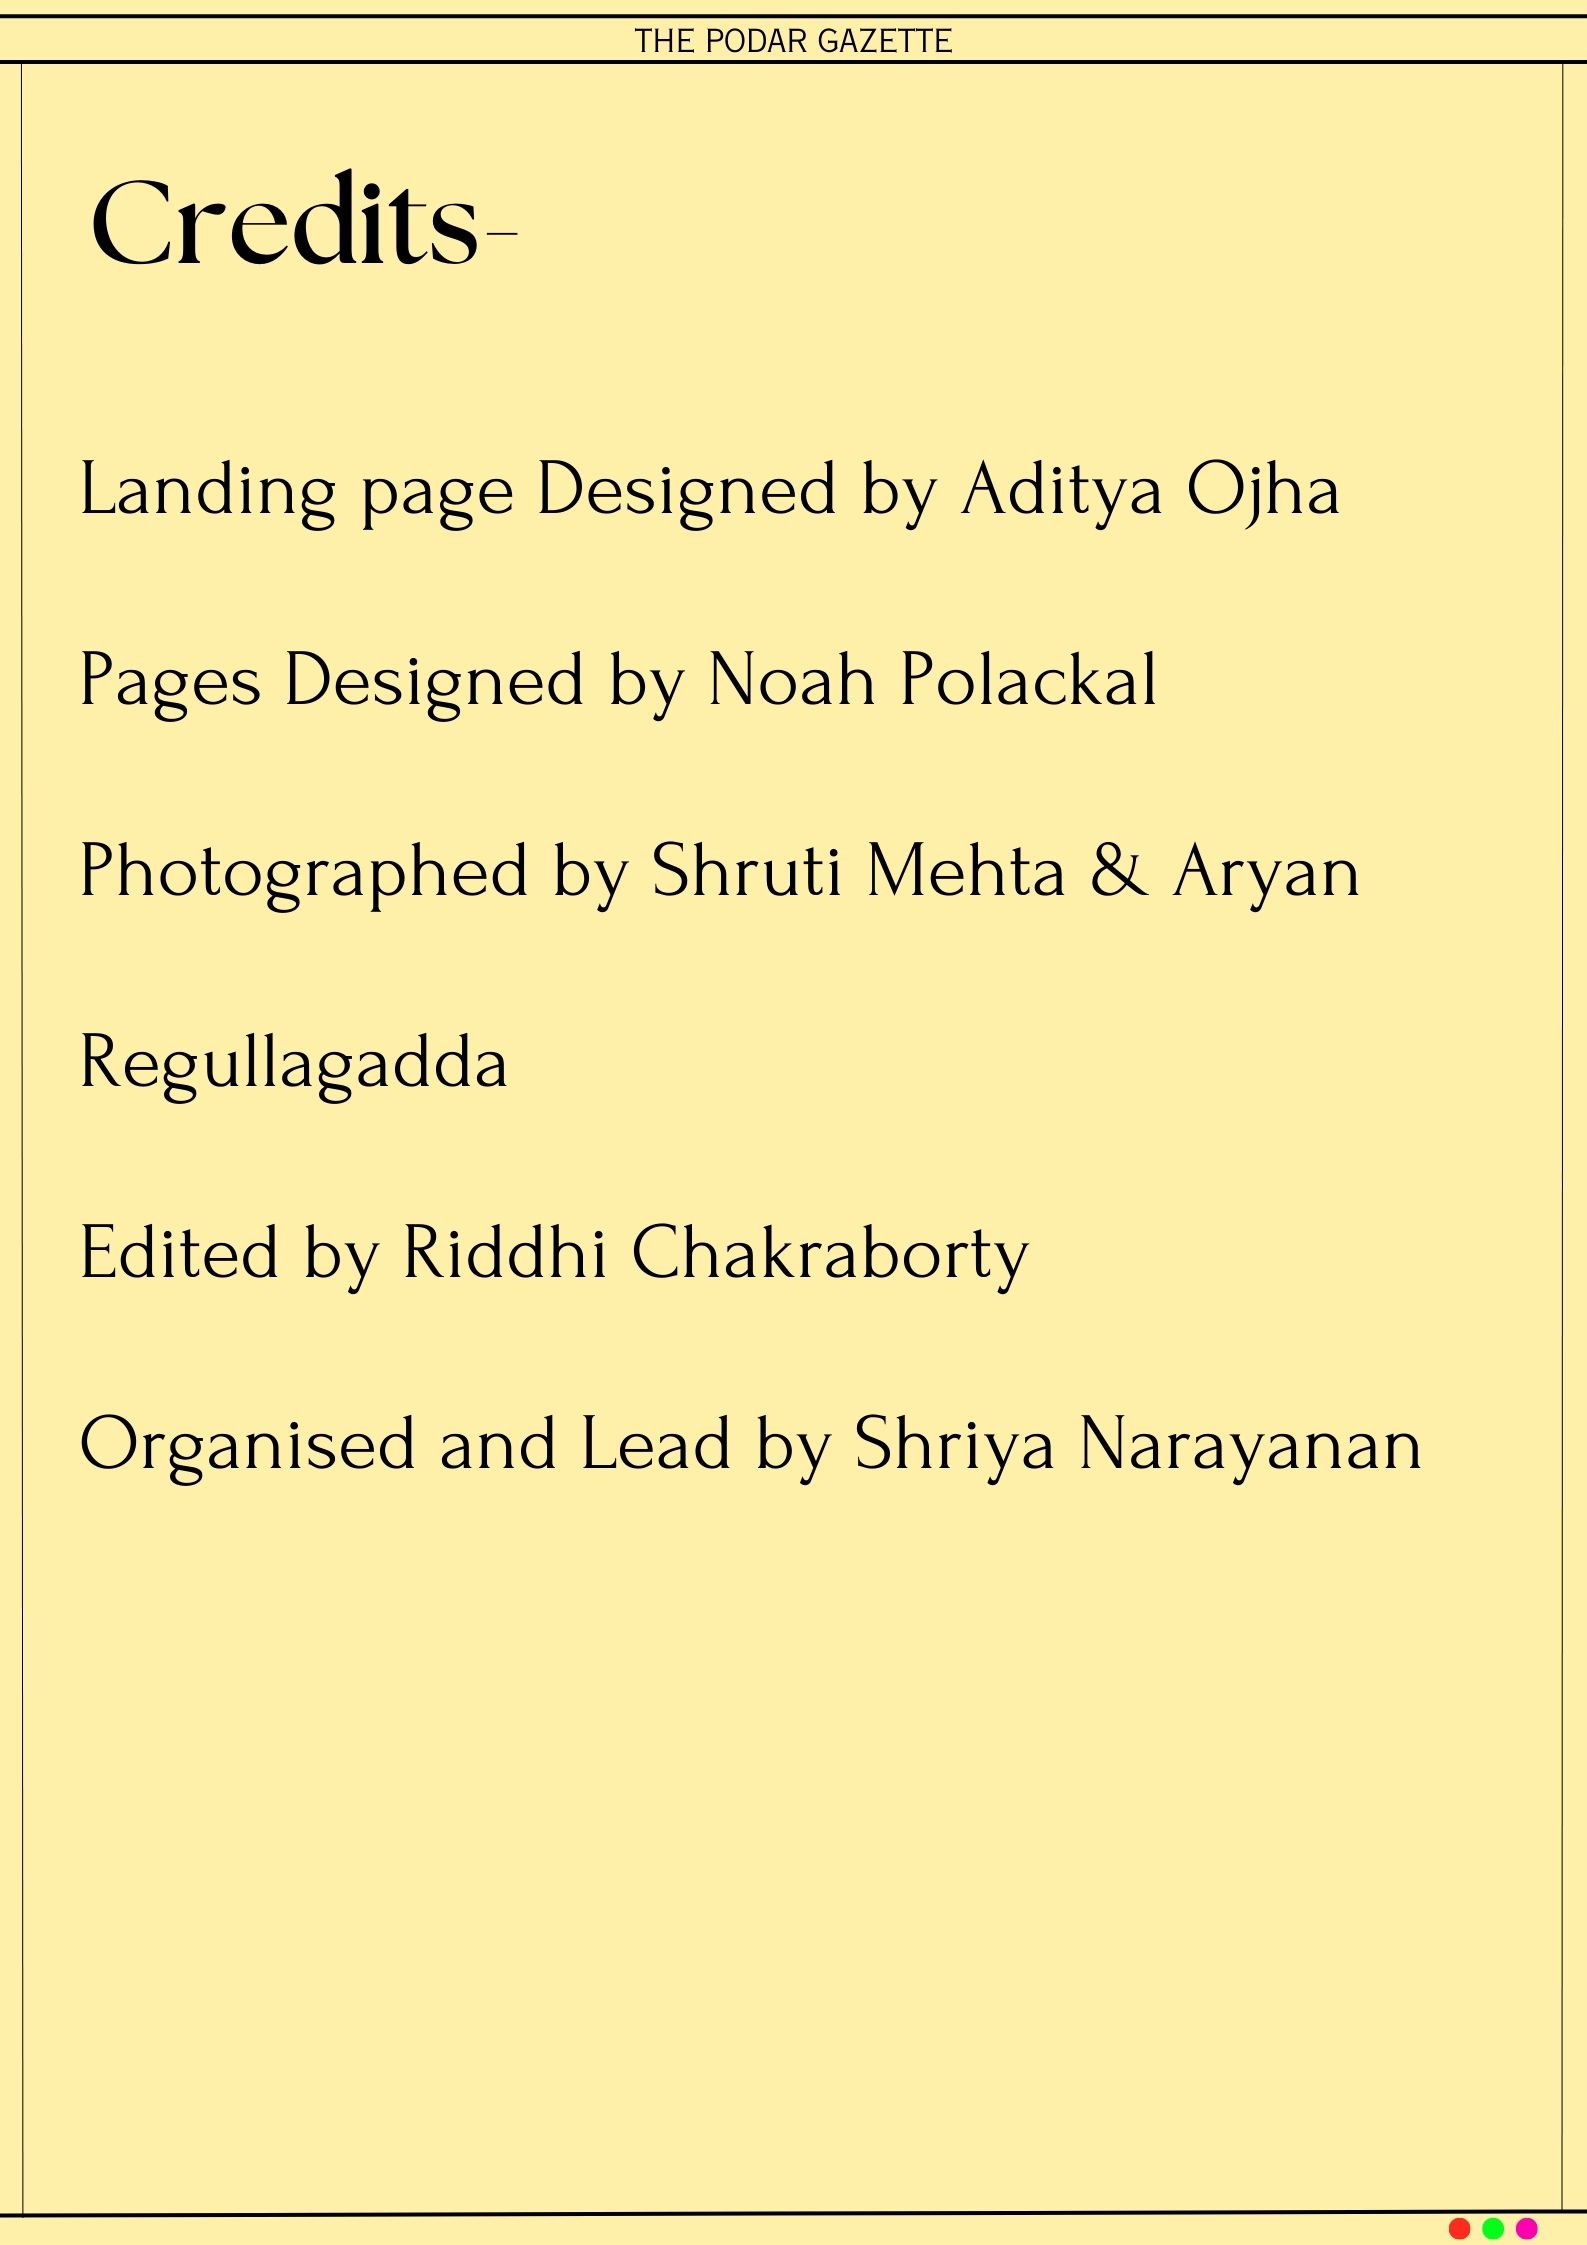 THE PODAR GAZETTE
Credits-
Landing page Designed by Aditya Ojha
Pages Designed by Noah Polackal
Photographed by Shruti Mehta & Aryan
Regullagadda
Edited by Riddhi Chakraborty
Organised and Lead by Shriya Narayanan